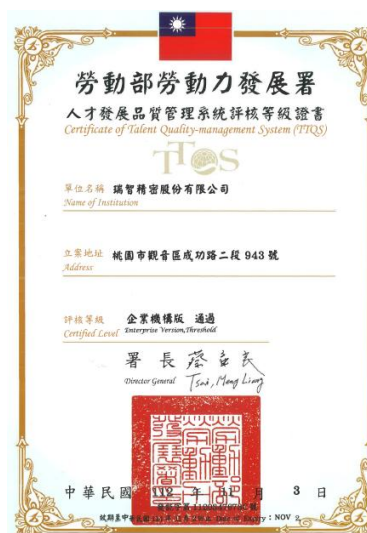 勞動部勞動力發展署
人才發展品質管理系統評核等級證書
Certificate of Talent Quality-management System (TTQS)
TTQS
單位名稱 瑞智精密股份有限公司
Name of Institution
立案地址 桃園市觀音區成功路二段 943 號
Address
評核等級 企業機構版 通過
Certified Level Enterprise Version,Threshold
署長
Director General Tsai, Meng Liang
中華民國 112 年 11 月 3 日
: NOV 2